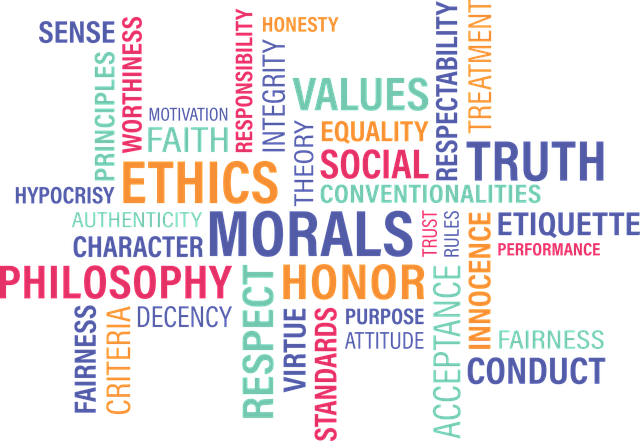 SENSE
HONESTY
PRINCIPLES
WORTHINESS
RESPONSIBILITY
INTEGRITY
RESPECTABILITY
TREATMENT
MOTIVATION
FAITH
VALUES
THEORY
EQUALITY
SOCIAL
TRUTH
ETHICS
HYPOCRISY
CONVENTIONALITIES
AUTHENTICITY
CHARACTER
MORALS
TRUST
RULES
INNOCENCE
ETIQUETTE
PERFORMANCE
PHILOSOPHY
RESPECT
HONOR
ACCEPTANCE
FAIRNESS
CRITERIA
DECENCY
VIRTUE
STANDARDS
PURPOSE
ATTITUDE
FAIRNESS
CONDUCT